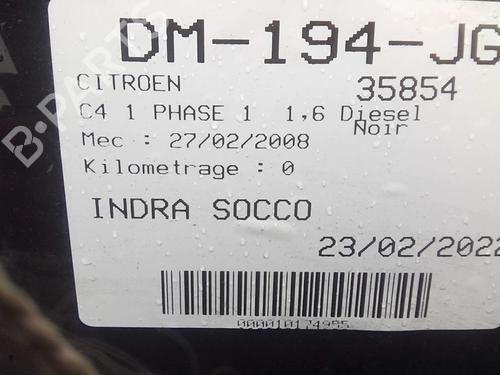 DM-194-JG
CITROEN 35854
C4 1 PHASE 1 1,6 Diesel
Noir
Mec : 27/02/2008
Kilometrage : 0
INDRA SOCCO
23/02/2022
000010174995